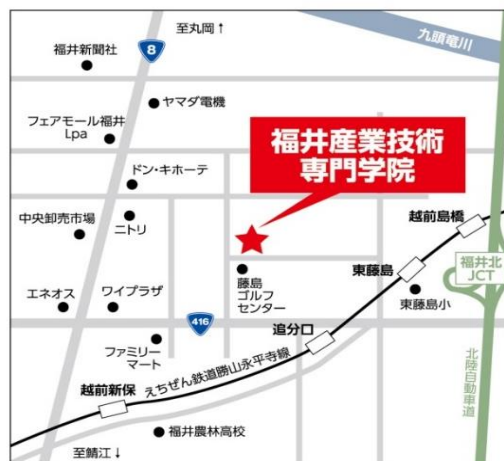 至丸岡↑
九頭竜川
8
福井新聞社
ヤマダ電機
フェアモール福井
Lpa
福井産業技術
専門学院
ドン・キホーテ
中央卸売市場
ニトリ
越前島橋
東藤島
福井北
JCT
藤島
ゴルフ
センター
東藤島小
エネオス
ワイプラザ
416
追分口
ファミリー
マート
えちぜん鉄道勝山永平寺線
北陸自動車道
越前新保
福井農林高校
至鯖江↓